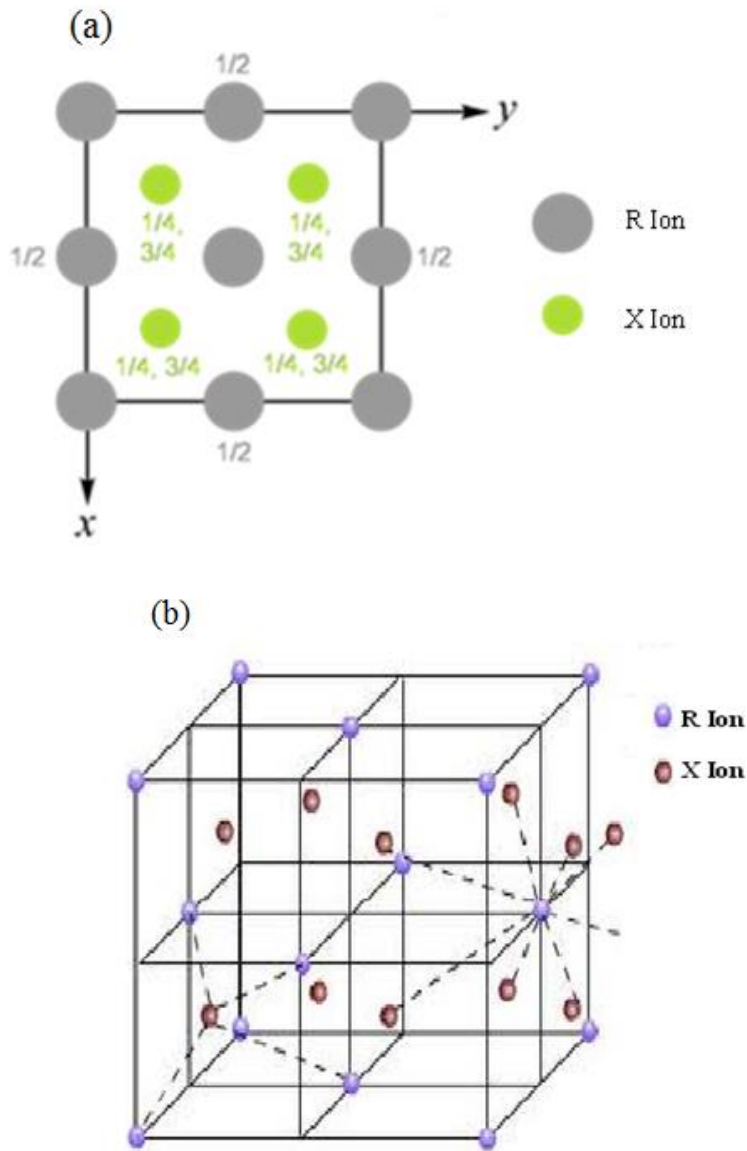 (a)
1/2
y
1/4, 3/4
1/4, 3/4
1/2
1/2
R Ion
X Ion
1/4, 3/4
1/4, 3/4
1/2
x
(b)
R Ion
X Ion